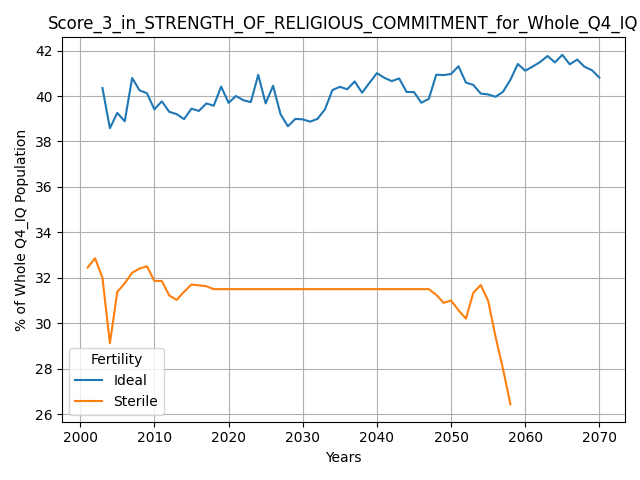 Score_3_in_STRENGTH_OF_RELIGIOUS_COMMITMENT_for_Whole_Q4_IQ
% of Whole Q4_IQ Population
42
40
38
36
34
32
30
28
26
Fertility
Ideal
Sterile
2000 2010 2020 2030 2040 2050 2060 2070
Years